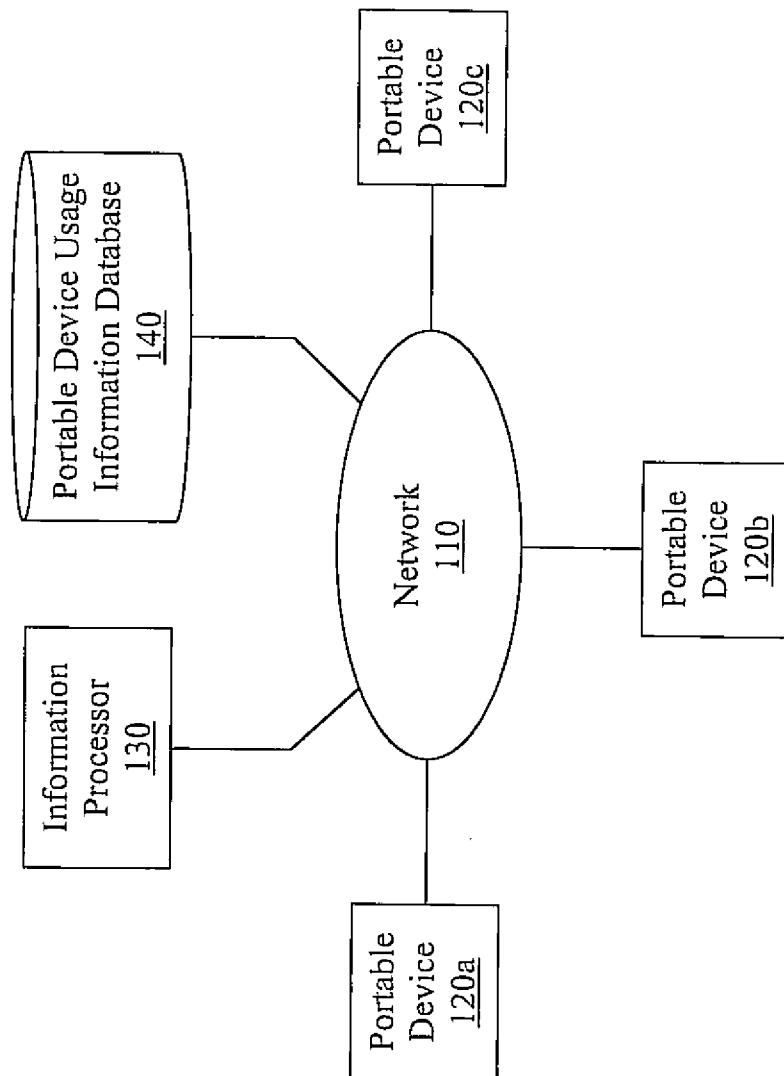 Information
Processor
130
Portable Device Usage
Information Database
140
Network
110
Portable
Device
120a
Portable
Device
120b
Portable
Device
120c